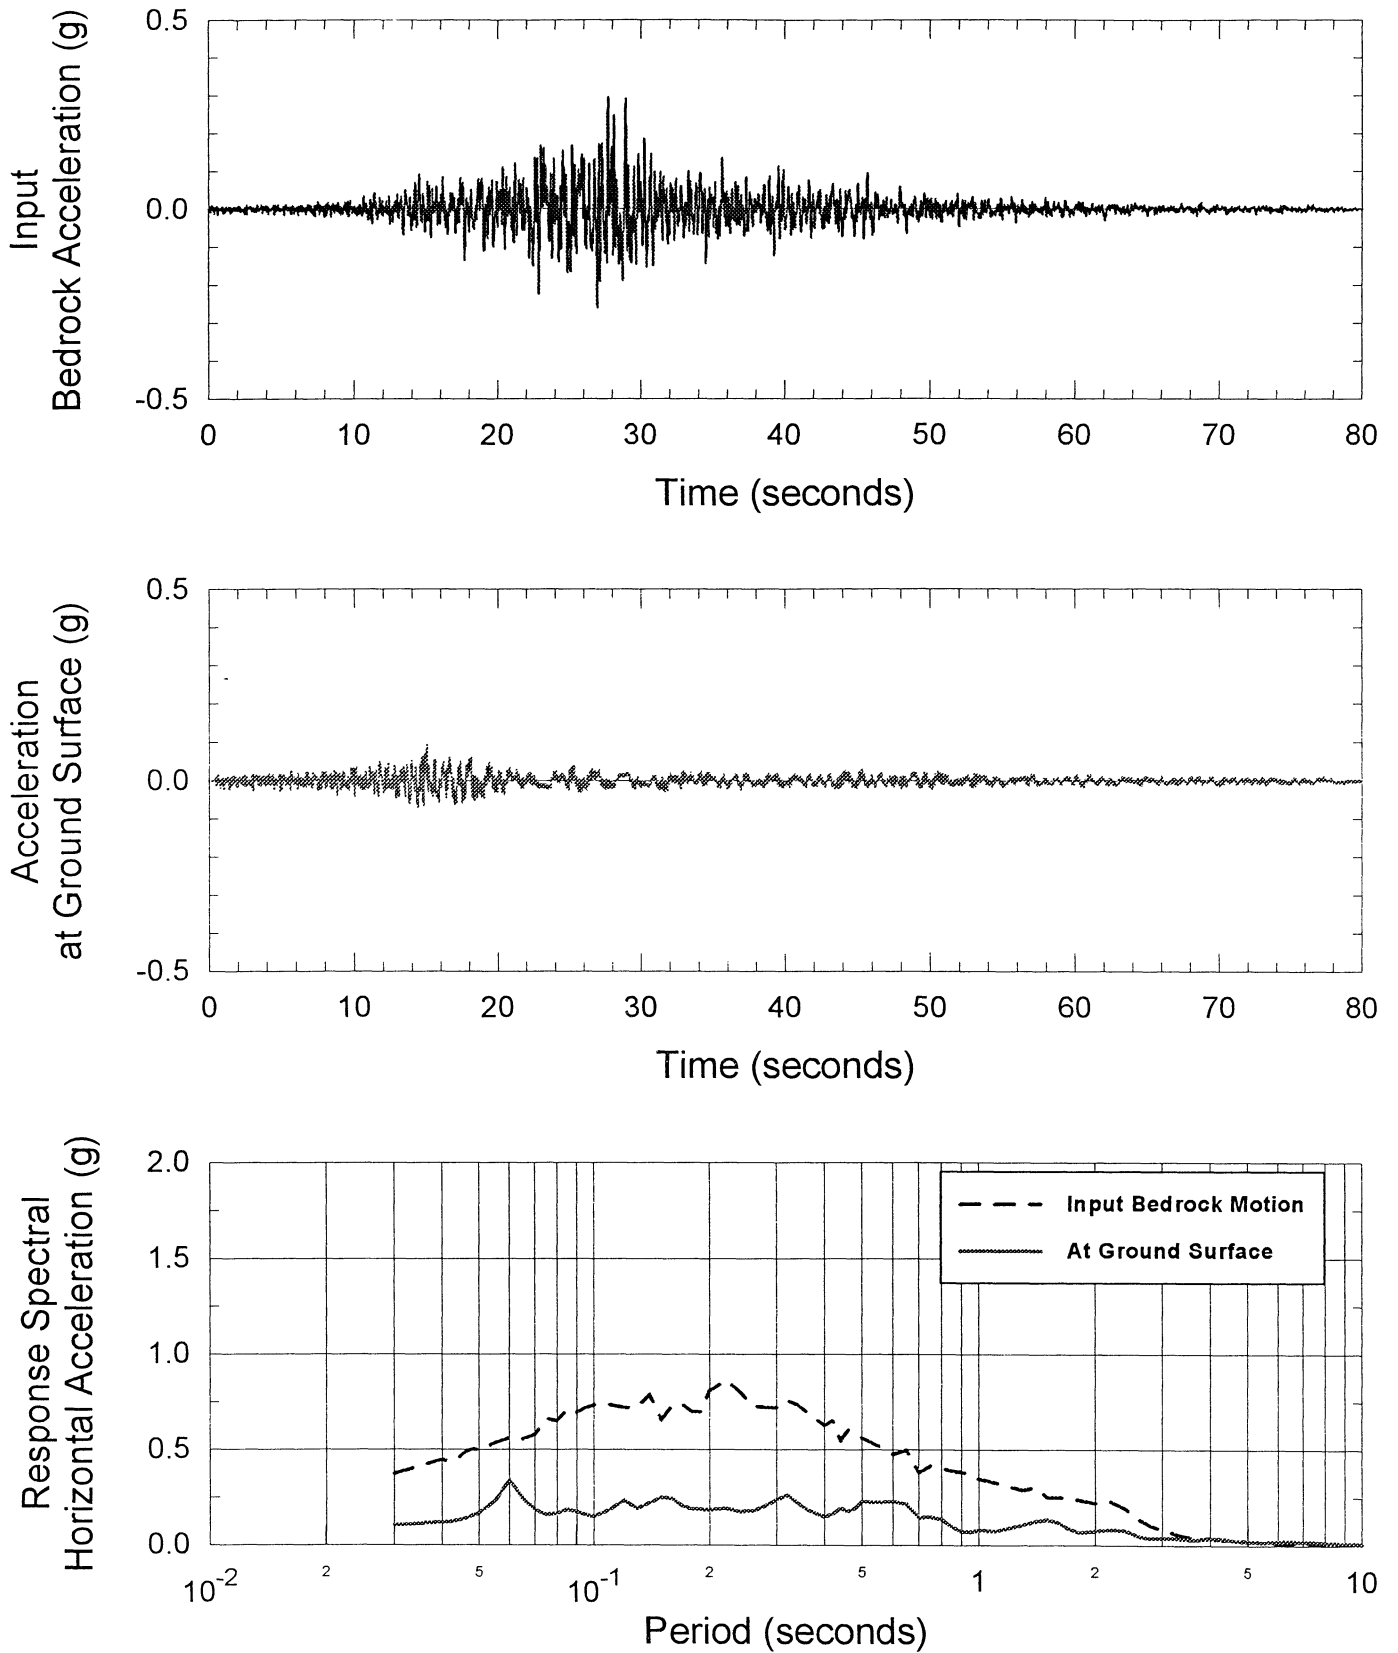 Input
Bedrock Acceleration (g)
0.5
0.0
-0.5
0 10 20 30 40 50 60 70 80
Time (seconds)
Acceleration
at Ground Surface (g)
0.5
0.0
-0.5
0 10 20 30 40 50 60 70 80
Time (seconds)
Response Spectral
Horizontal Acceleration (g)
2.0
1.5
1.0
0.5
0.0
Input Bedrock Motion
At Ground Surface
10-2 2 5 10-1 2 5 1 2 5 10
Period (seconds)